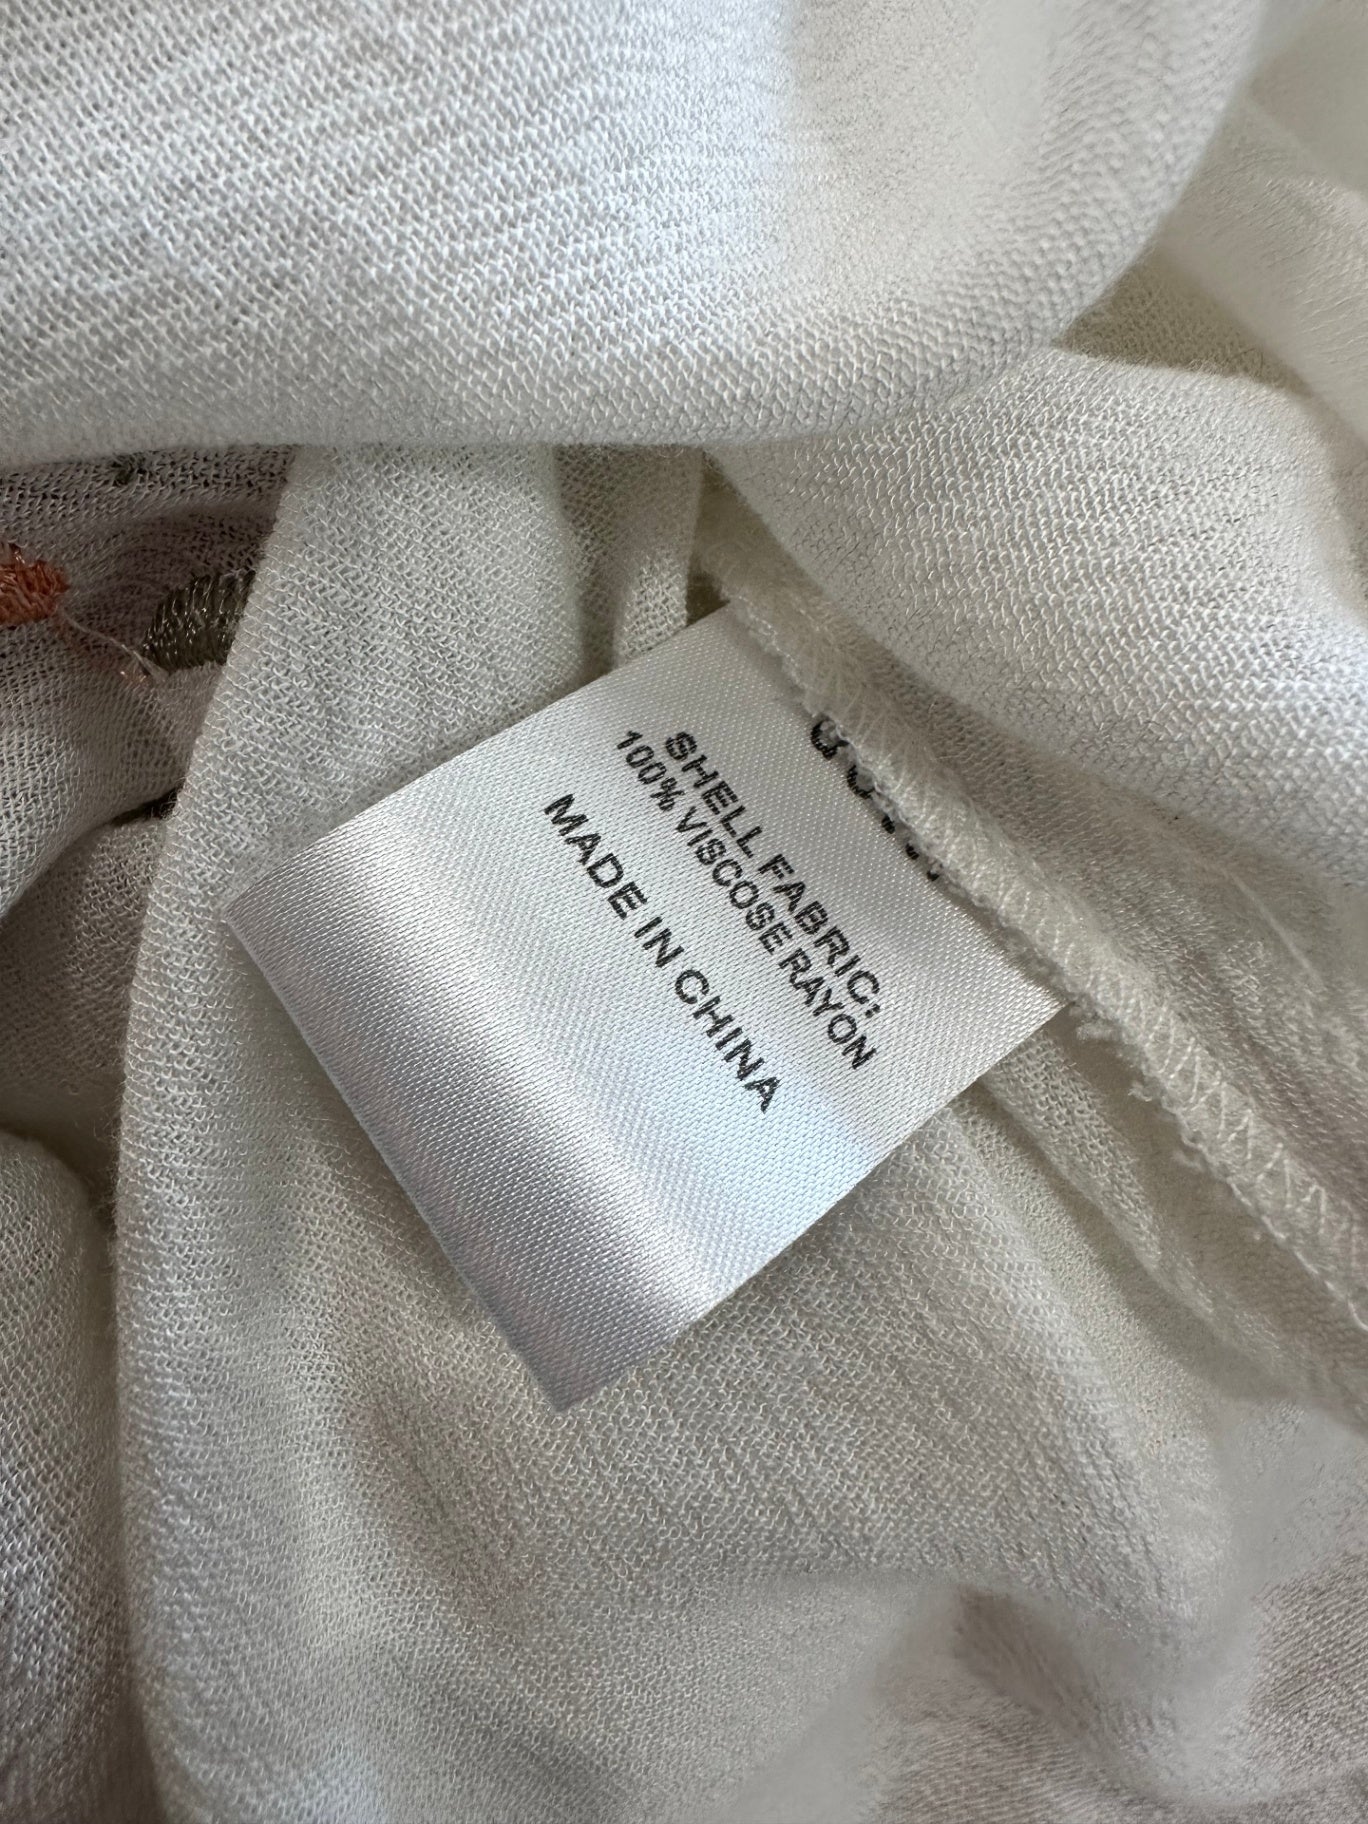 SHELL FABRIC:
100% VISCOSE RAYON
MADE IN CHINA